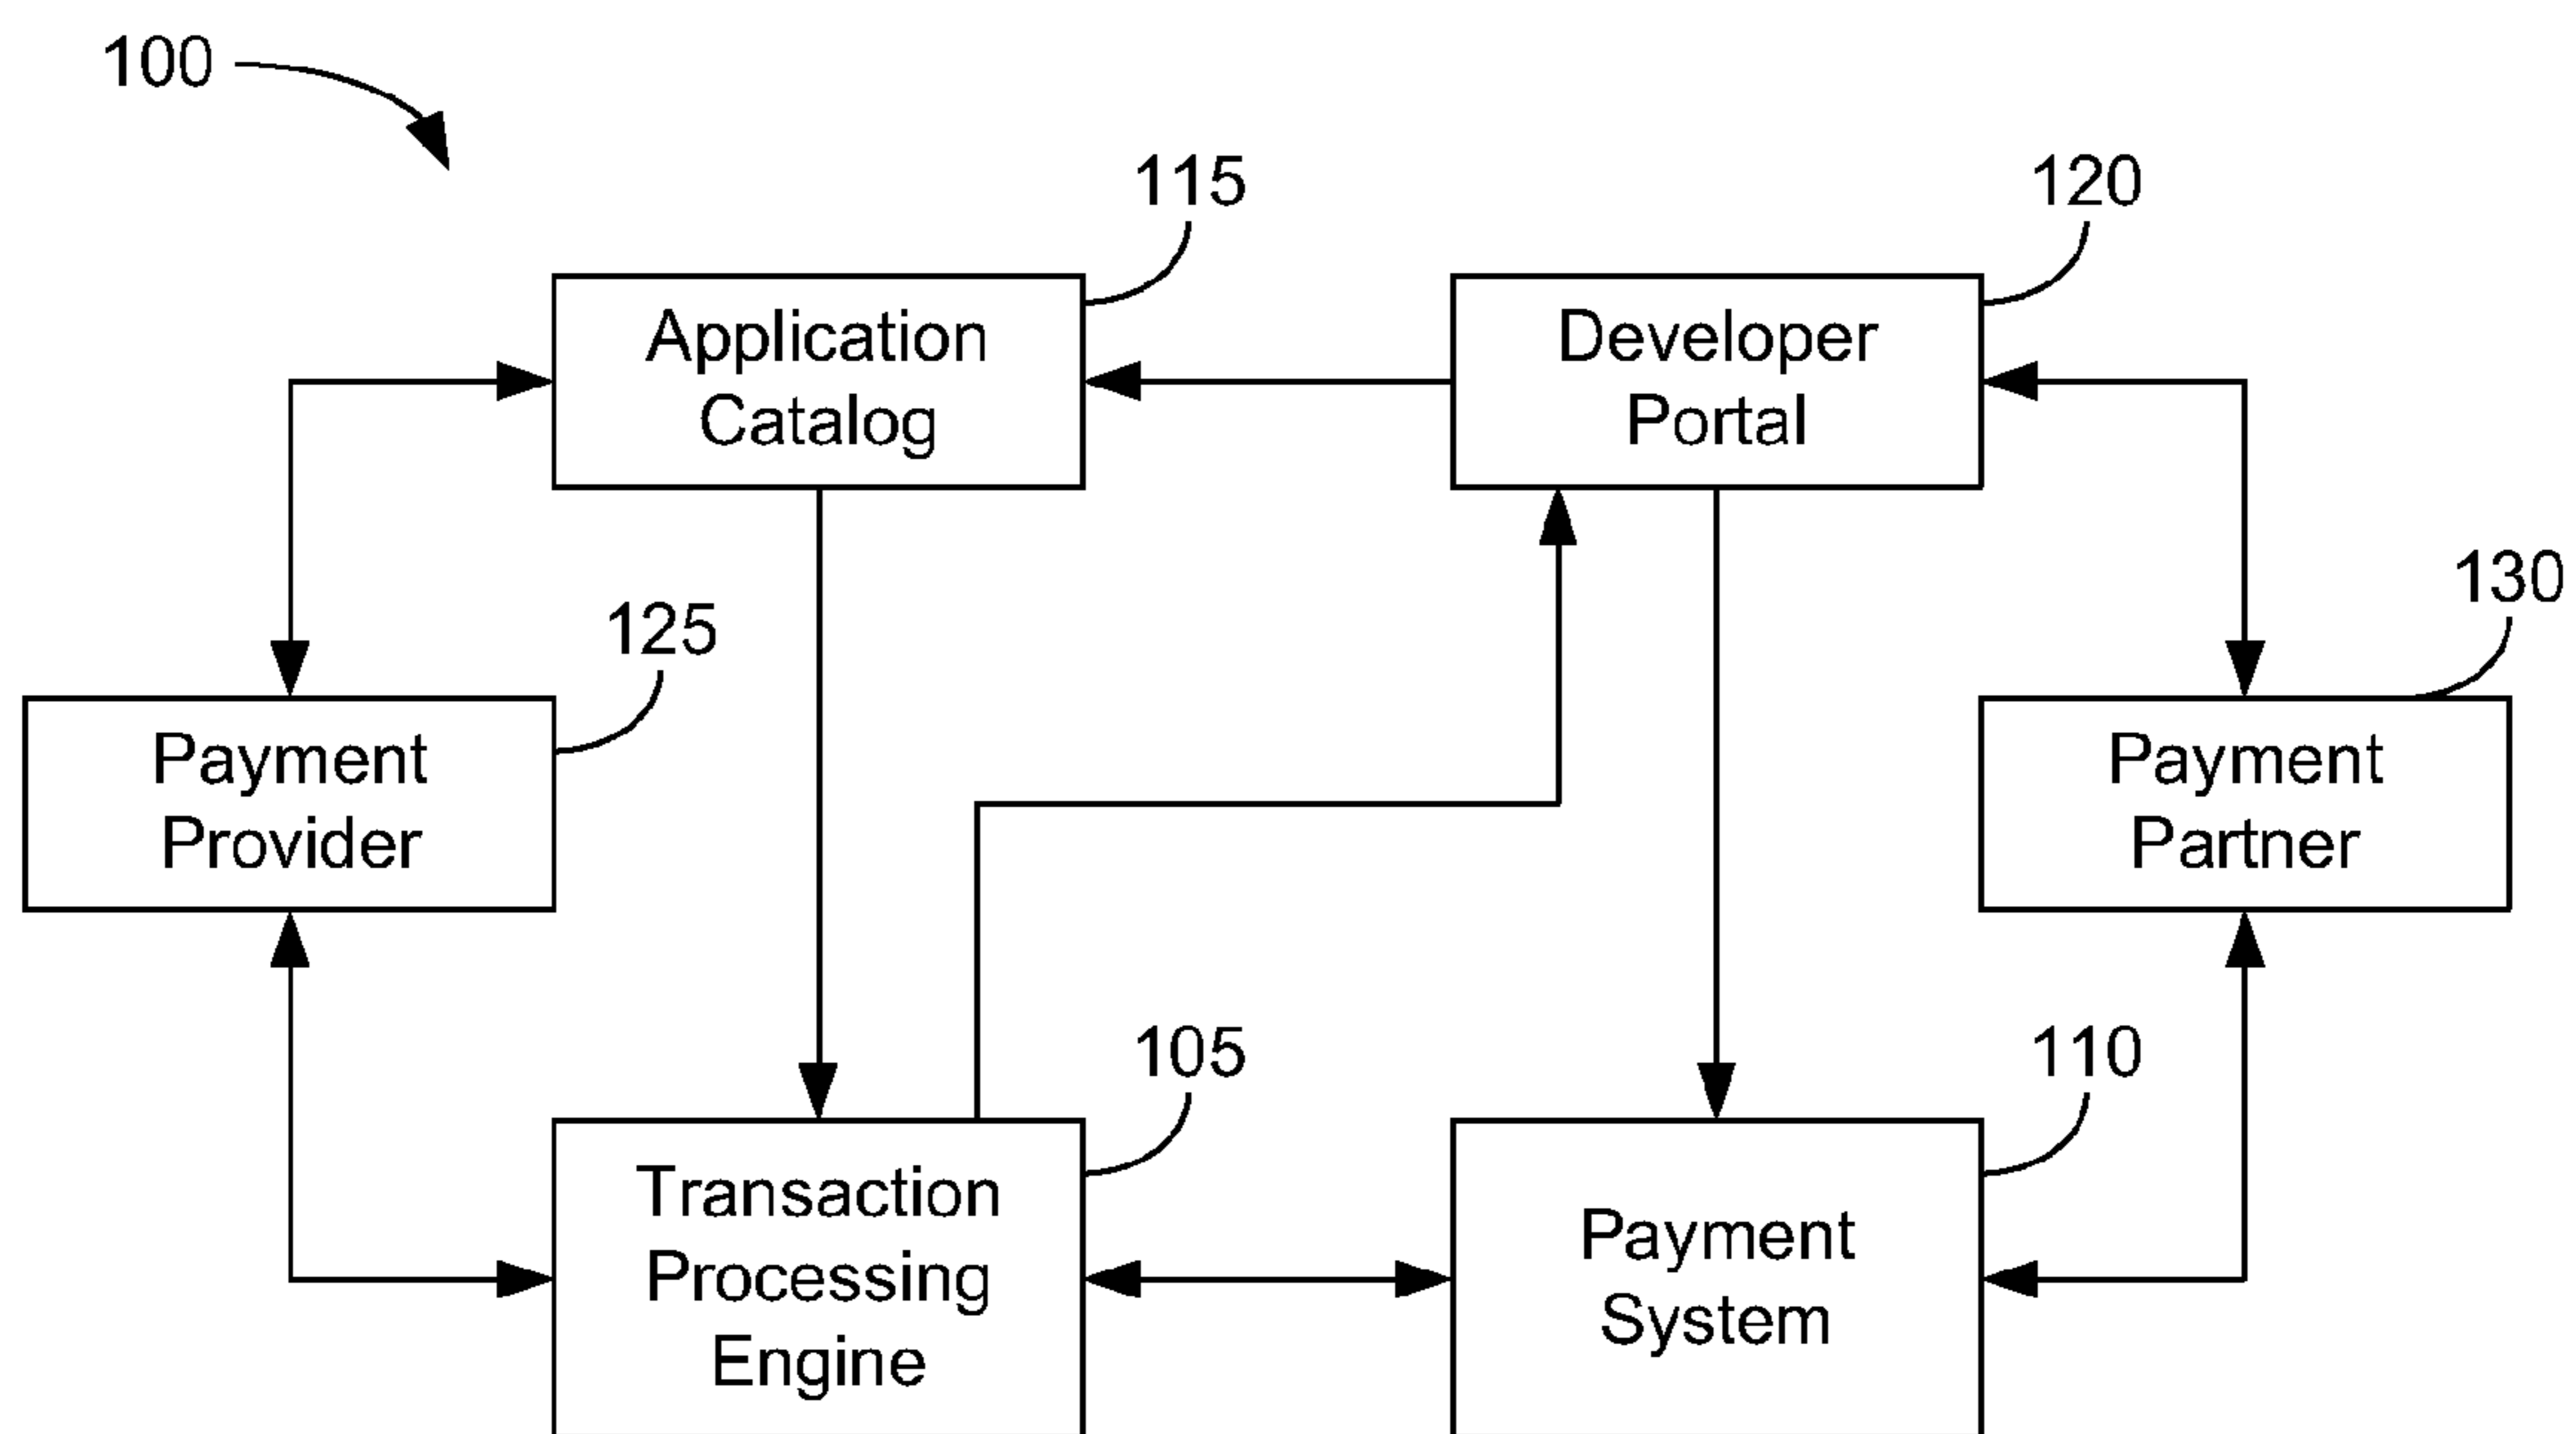 100
115
120
Application
Catalog
Developer
Portal
125
130
Payment
Provider
Payment
Partner
105
110
Transaction
Processing
Engine
Payment
System